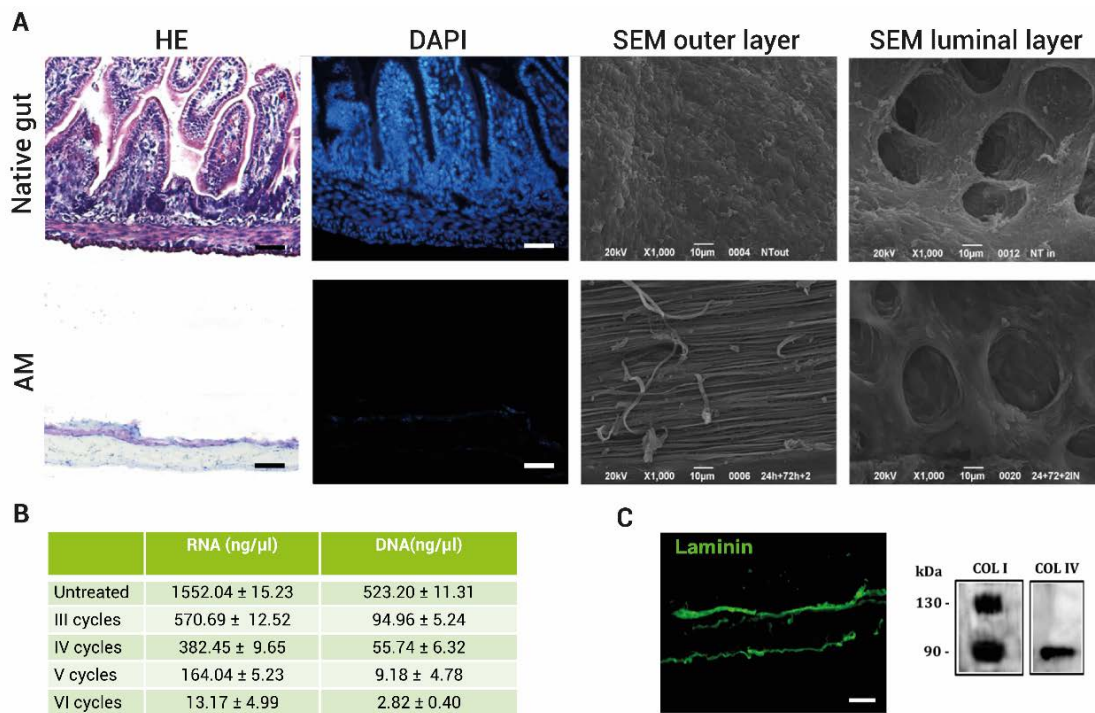 A
HE
DAPI
SEM outer layer
SEM luminal layer
Native gut
20kV X1,000 10µm 0004 NTout
20kV X1,000 10µm 0012 NT in
AM
20kV X1,000 10µm 0006 24h+72h+2
20kV X1,000 10µm 0020 24+72+2IN
B
RNA (ng/µl) DNA(ng/µl)
Untreated 1552.04 ± 15.23 523.20 ± 11.31
III cycles 570.69 ± 12.52 94.96 ± 5.24
IV cycles 382.45 ± 9.65 55.74 ± 6.32
V cycles 164.04 ± 5.23 9.18 ± 4.78
VI cycles 13.17 ± 4.99 2.82 ± 0.40
C
Laminin
kDa
COL I
COL IV
130 -
90 -